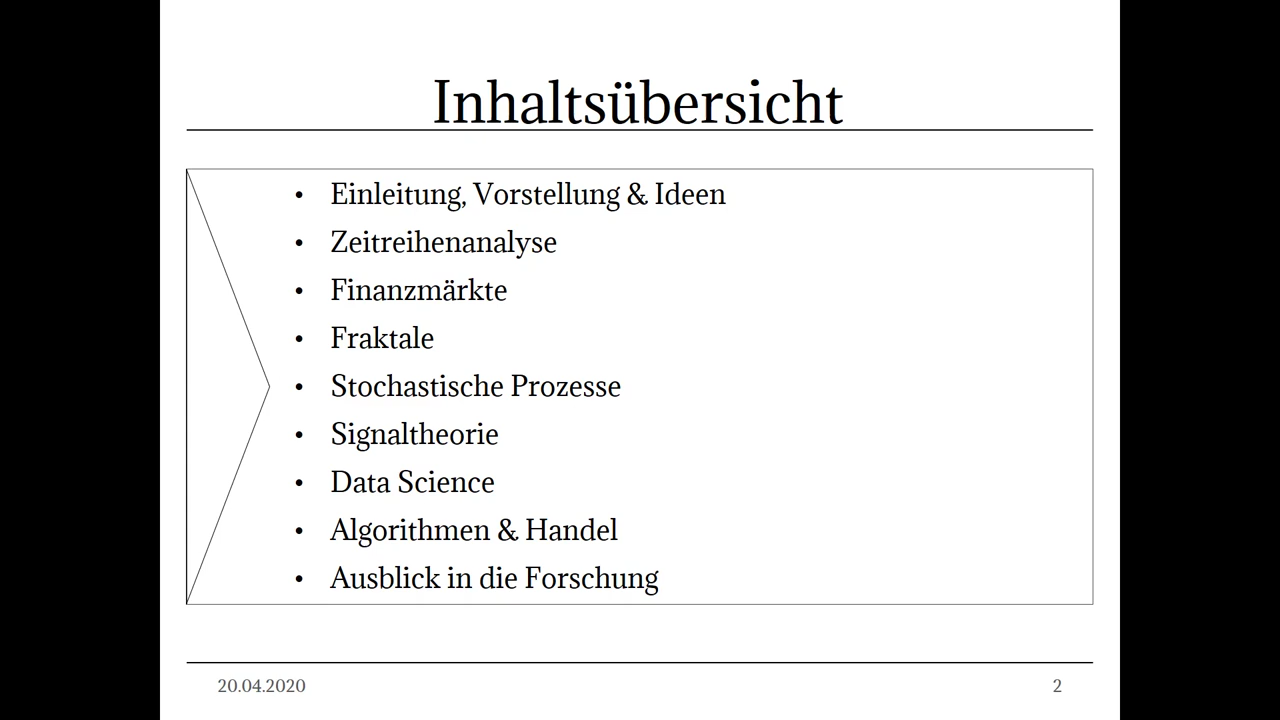 Inhaltsübersicht
• Einleitung, Vorstellung & Ideen
• Zeitreihenanalyse
• Finanzmärkte
• Fraktale
• Stochastische Prozesse
• Signaltheorie
• Data Science
• Algorithmen & Handel
• Ausblick in die Forschung
20.04.2020
2